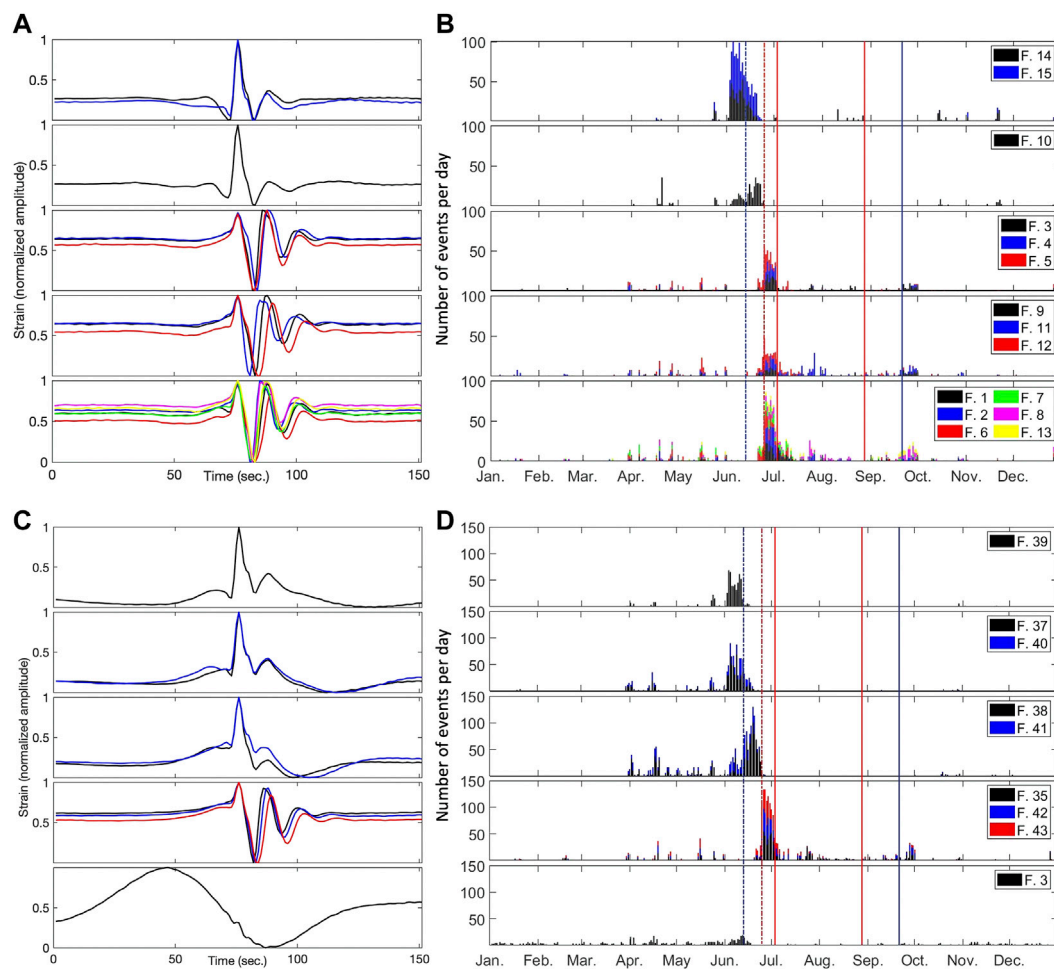 A
Strain (normalized amplitude)
1
0.5
1
0.5
1
0.5
1
0.5
1
0.5
0
0
50
100
150
Time (sec.)
B
Number of events per day
100
50
100
50
0
100
50
0
100
50
0
100
50
0
Jan.
Feb.
Mar.
Apr.
May
Jun.
Jul.
Aug.
Sep.
Oct.
Nov.
Dec.
F. 14
F. 15
F. 10
F. 3
F. 4
F. 5
F. 9
F. 11
F. 12
F. 1 F. 7
F. 2 F. 8
F. 6 F. 13
C
Strain (normalized amplitude)
1
0.5
1
0.5
1
0.5
1
0.5
1
0.5
0
0
50
100
150
Time (sec.)
D
Number of events per day
150
100
50
150
100
50
0
150
100
50
0
150
100
50
0
150
100
50
0
Jan.
Feb.
Mar.
Apr.
May
Jun.
Jul.
Aug.
Sep.
Oct.
Nov.
Dec.
F. 39
F. 37
F. 40
F. 38
F. 41
F. 35
F. 42
F. 43
F. 3